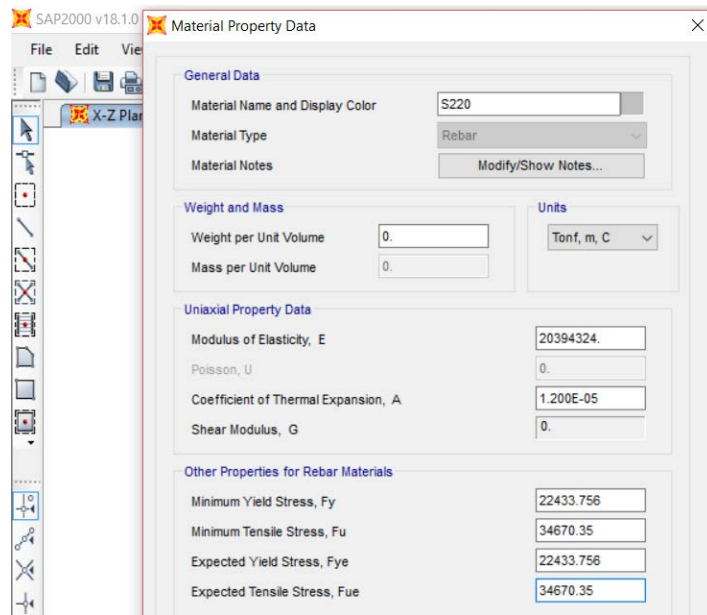 SAP2000 v18.1.0
Material Property Data
File Edit
X-Z Plan
General Data
Material Name and Display Color S220
Material Type Rebar
Material Notes Modify/Show Notes...
Weight and Mass
Units
Weight per Unit Volume 0.
Tonf, m, C
Mass per Unit Volume 0.
Uniaxial Property Data
Modulus of Elasticity, E 20394324.
Poisson, U 0.
Coefficient of Thermal Expansion, A 1.200E-05
Shear Modulus, G 0.
Other Properties for Rebar Materials
Minimum Yield Stress, Fy 22433.756
Minimum Tensile Stress, Fu 34670.35
Expected Yield Stress, Fye 22433.756
Expected Tensile Stress, Fue 34670.35